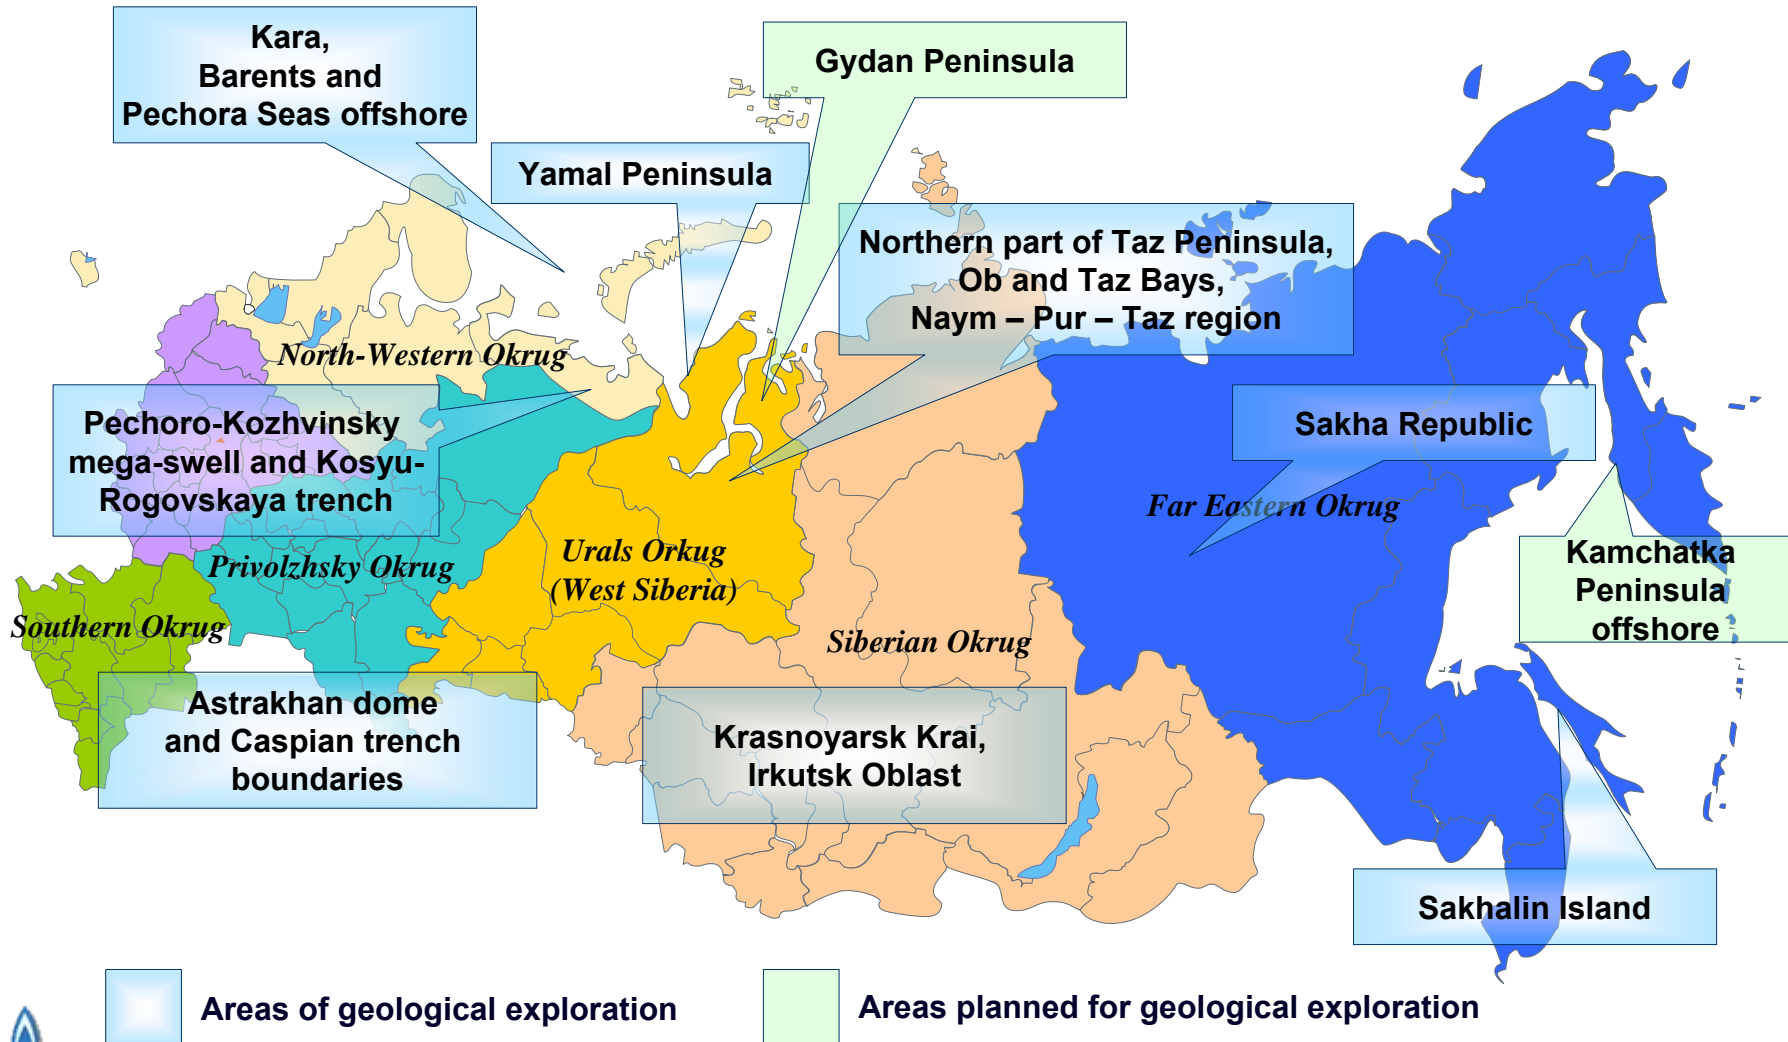 Kara,
Barents and
Pechora Seas offshore
Gydan Peninsula
Yamal Peninsula
Northern part of Taz Peninsula,
Ob and Taz Bays,
Naym – Pur – Taz region
North-Western Okrug
Pechoro-Kozhvinsky
mega-swell and Kosyu-
Rogovskaya trench
Sakha Republic
Far Eastern Okrug
Kamchatka
Peninsula
offshore
Urals Orkug
(West Siberia)
Privolzhsky Okrug
Southern Okrug
Siberian Okrug
Astrakhan dome
and Caspian trench
boundaries
Krasnoyarsk Krai,
Irkutsk Oblast
Sakhalin Island
Areas of geological exploration
Areas planned for geological exploration